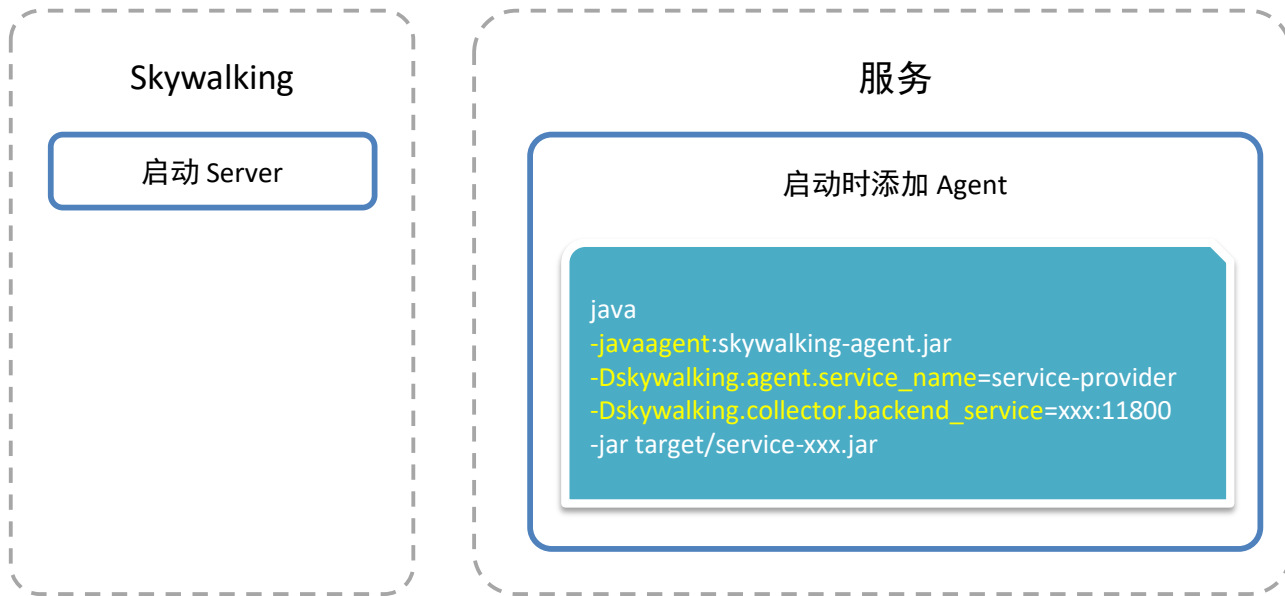 Skywalking
启动 Server
服务
启动时添加 Agent
java
-javaagent:skywalking-agent.jar
-Dskywalking.agent.service_name=service-provider
-Dskywalking.collector.backend_service=xxx:11800
-jar target/service-xxx.jar